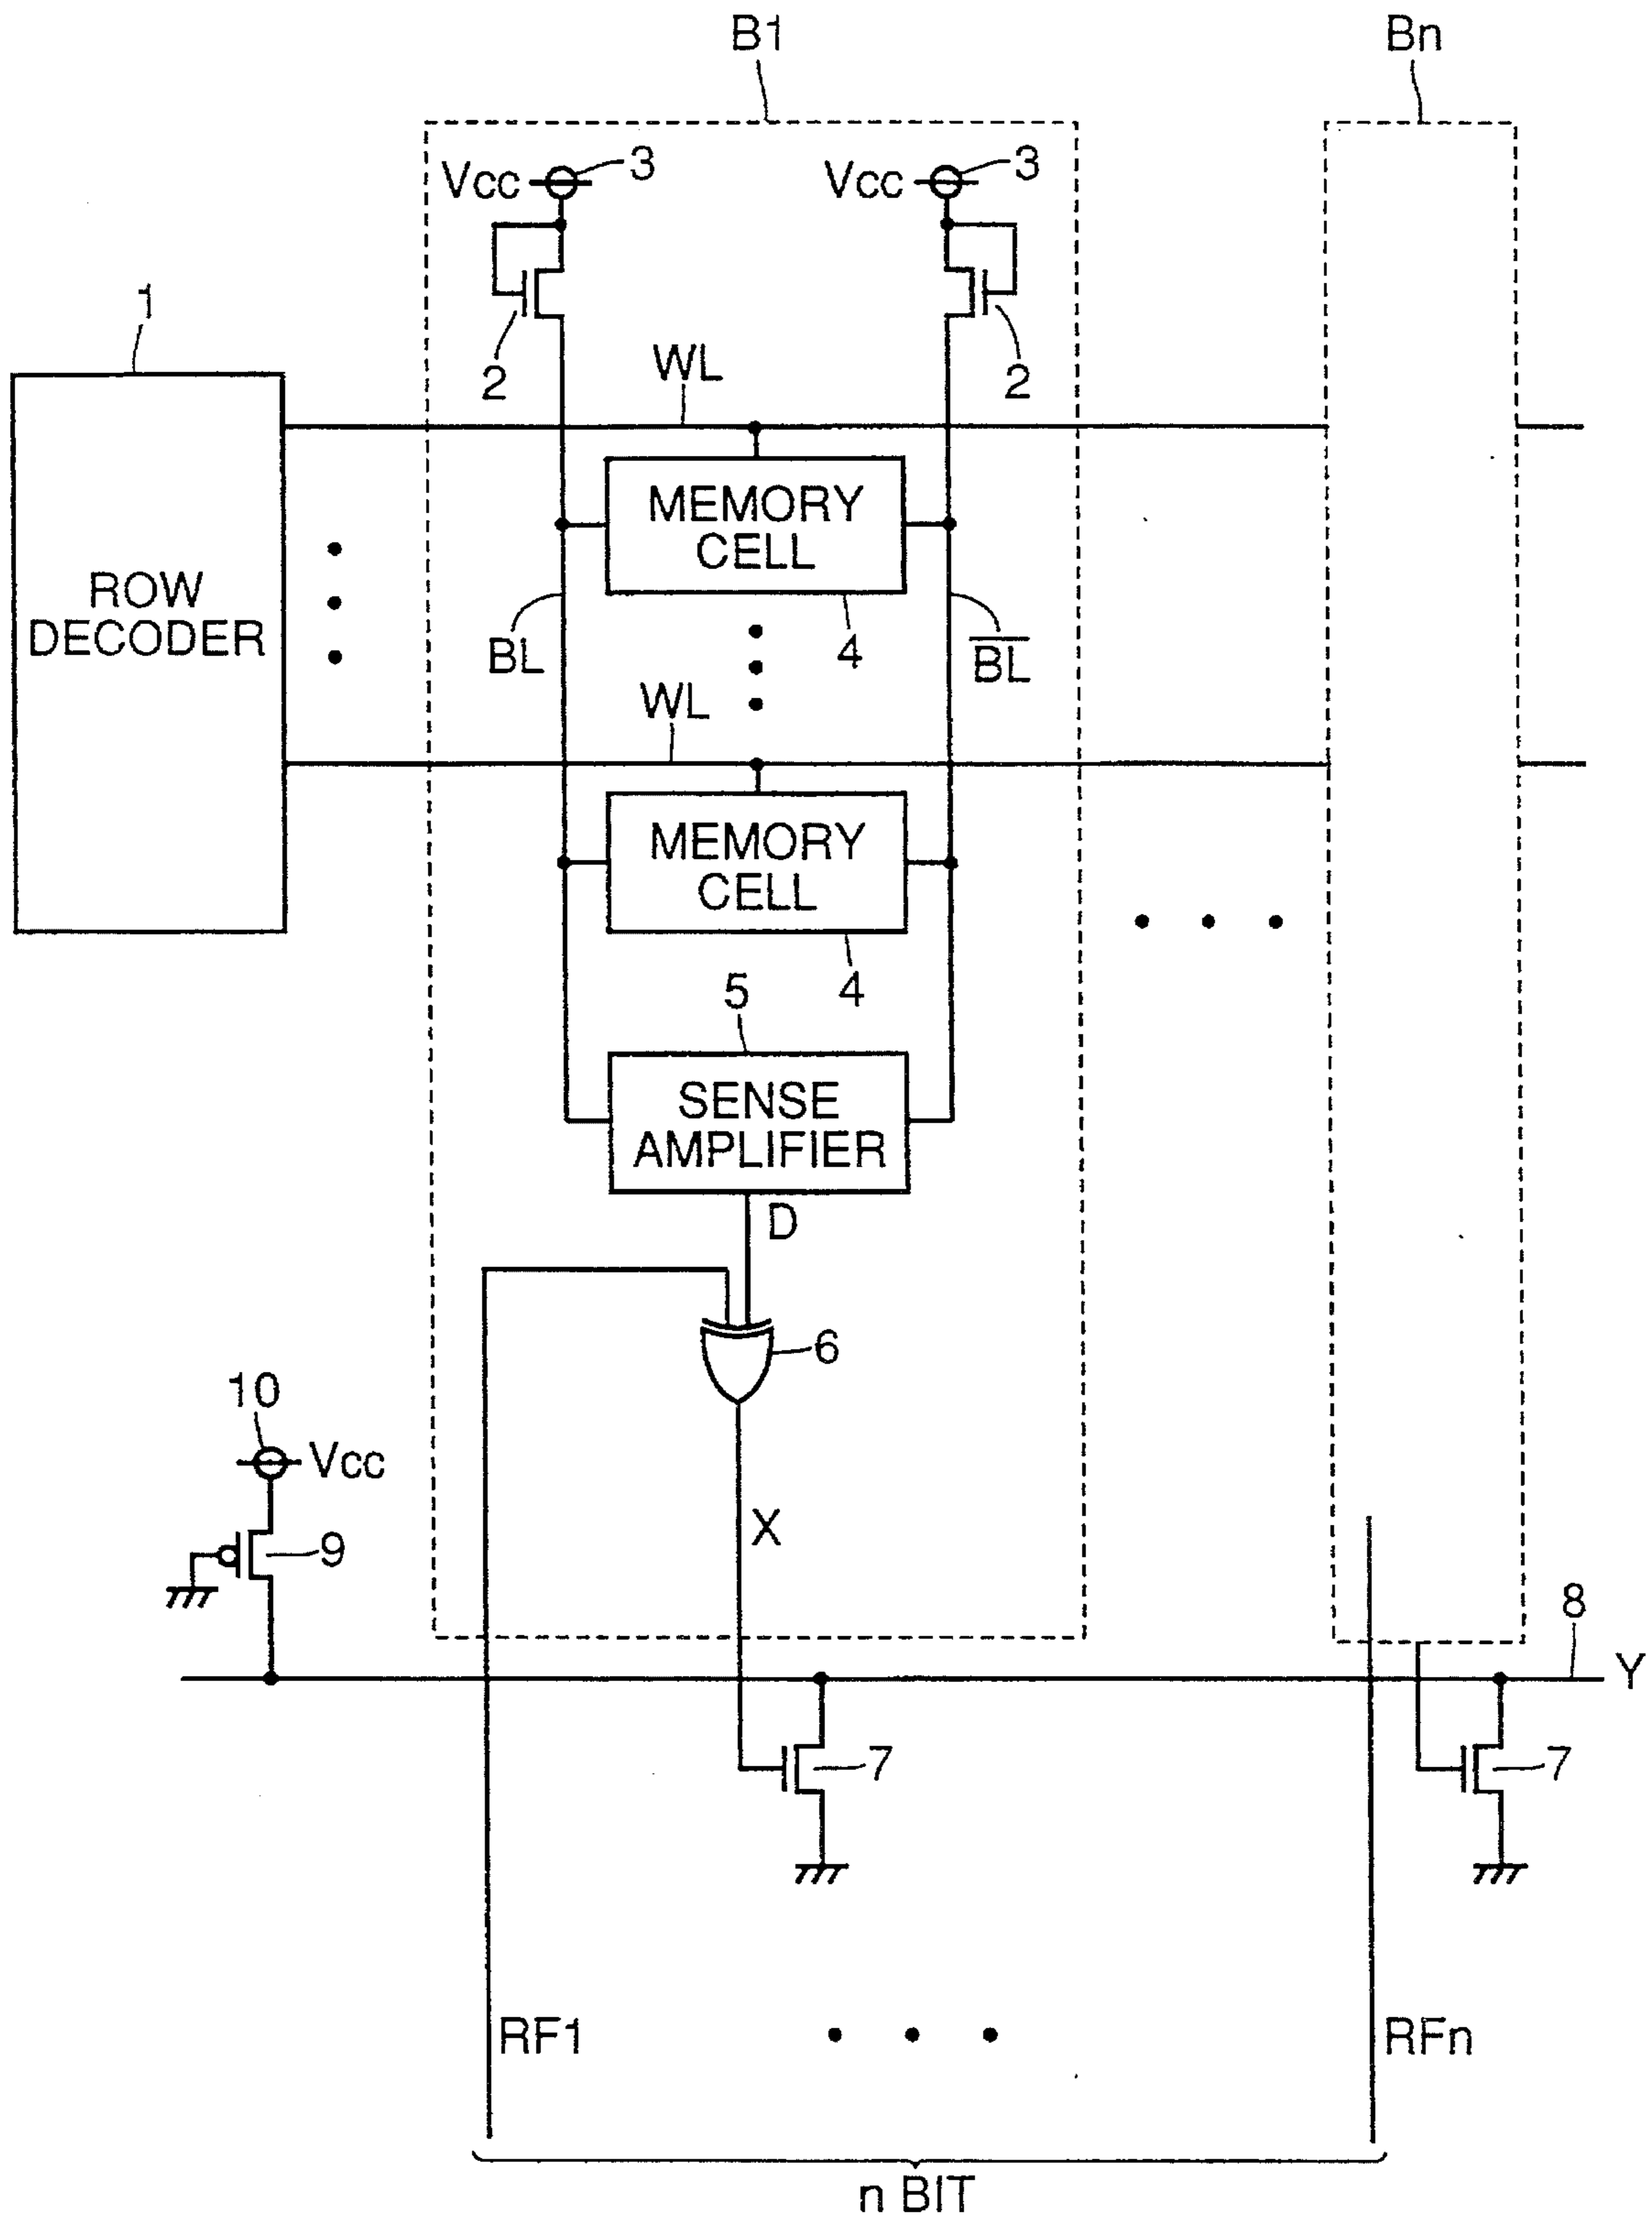 B1
Bn
Vcc
3
Vcc
3
1
2
WL
2
ROW
DECODER
MEMORY
CELL
BL
4
B̅L̅
WL
MEMORY
CELL
4
5
SENSE
AMPLIFIER
D
6
10
Vcc
X
9
8
Y
7
7
RF1
RFn
n BIT